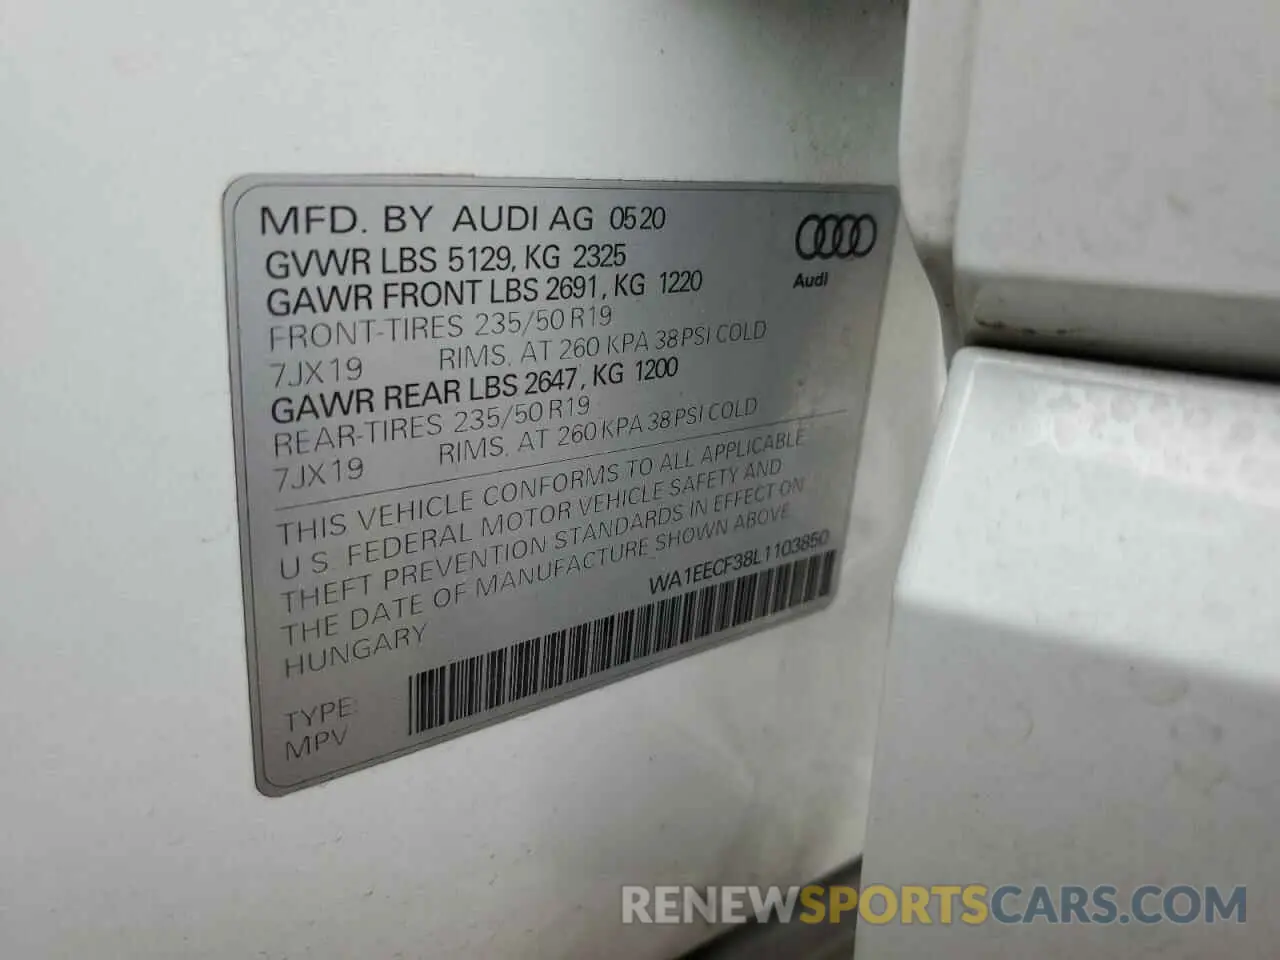 MFD. BY AUDI AG 0520
GVWR LBS 5129, KG 2325
GAWR FRONT LBS 2691, KG 1220
FRONT-TIRES 235/50 R19
7JX19 RIMS. AT 260 KPA 38 PSI COLD
GAWR REAR LBS 2647, KG 1200
REAR-TIRES 235/50 R19
7JX19 RIMS. AT 260 KPA 38 PSI COLD
Audi
THIS VEHICLE CONFORMS TO ALL APPLICABLE
U.S. FEDERAL MOTOR VEHICLE SAFETY AND
THEFT PREVENTION STANDARDS IN EFFECT ON
THE DATE OF MANUFACTURE SHOWN ABOVE
HUNGARY
WA1EECF38L1103850
TYPE:
MPV
RENEWSPORTSCARS.COM